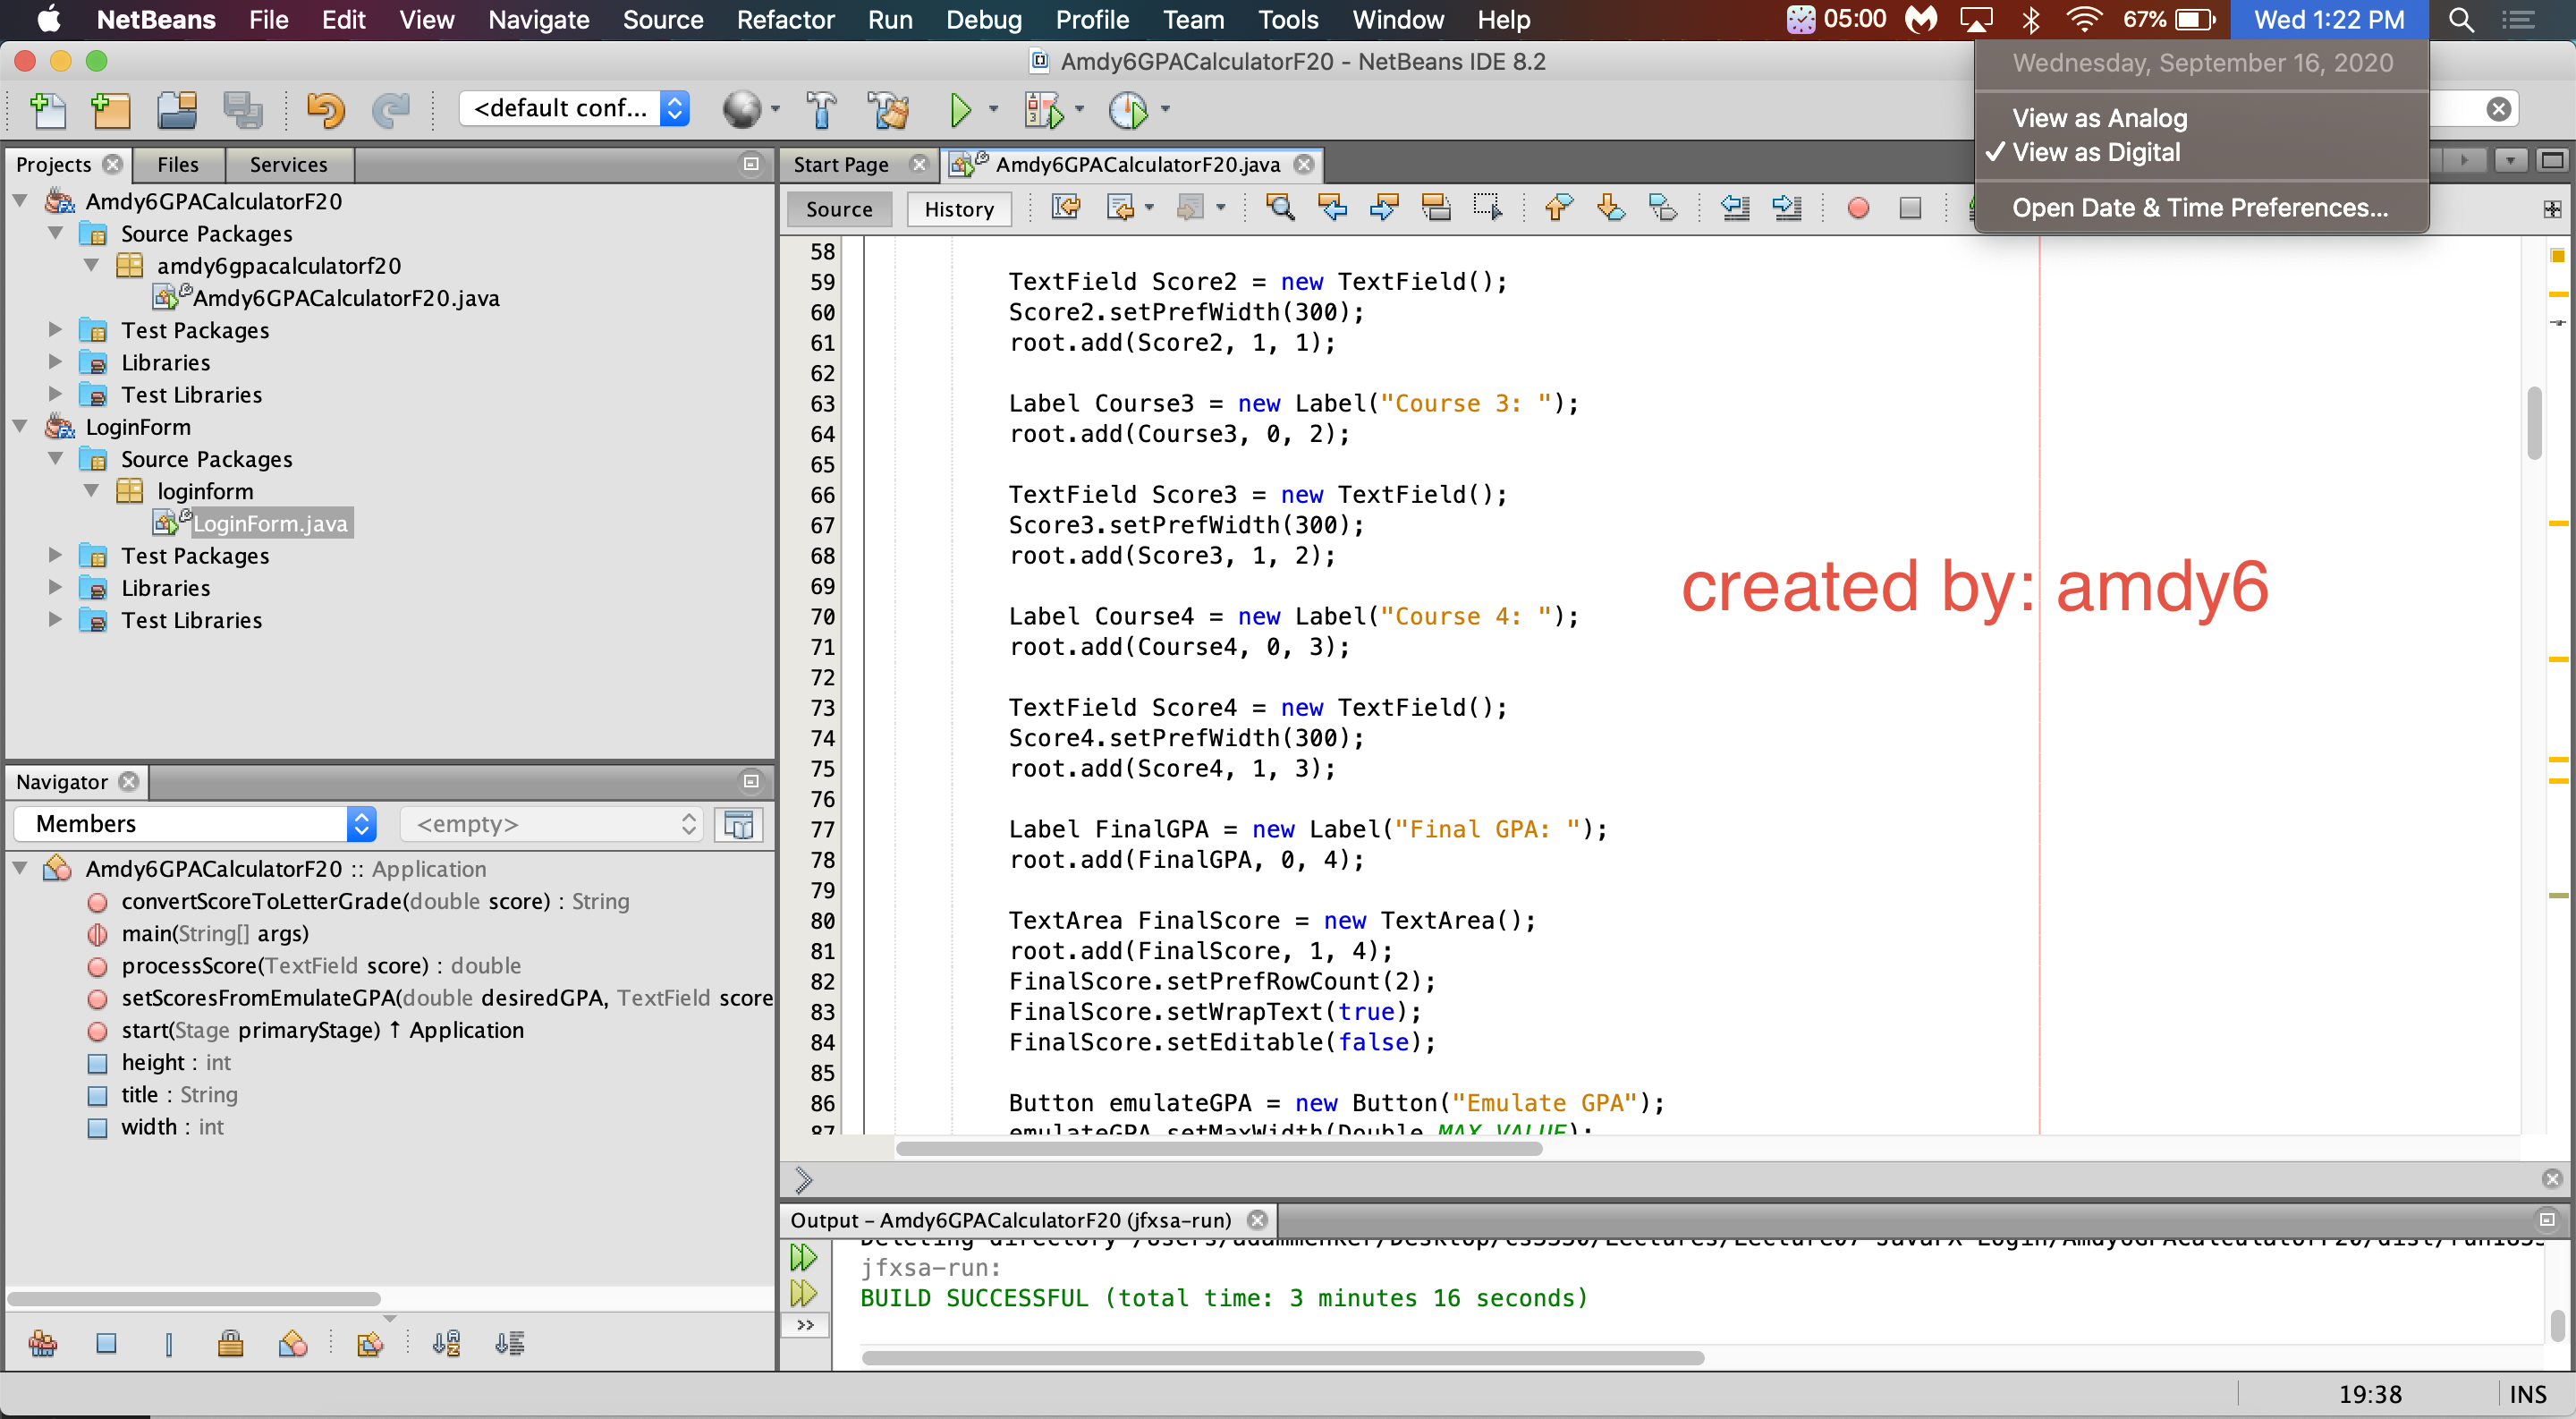 NetBeans File Edit View Navigate Source Refactor Run Debug Profile Team Tools Window Help 05:00 67% Wed 1:22 PM
Amdy6GPACalculatorF20 - NetBeans IDE 8.2
Wednesday, September 16, 2020
View as Analog
✓ View as Digital
Open Date & Time Preferences...
<default conf...
Projects Files Services
Amdy6GPACalculatorF20
Source Packages
amdy6gpacalculatorf20
Amdy6GPACalculatorF20.java
Test Packages
Libraries
Test Libraries
LoginForm
Source Packages
loginform
LoginForm.java
Test Packages
Libraries
Test Libraries
Navigator
Members <empty>
Amdy6GPACalculatorF20 :: Application
convertScoreToLetterGrade(double score) : String
main(String[] args)
processScore(TextField score) : double
setScoresFromEmulateGPA(double desiredGPA, TextField score
start(Stage primaryStage) ↑ Application
height : int
title : String
width : int
Start Page Amdy6GPACalculatorF20.java
Source History
58
59 TextField Score2 = new TextField();
60 Score2.setPrefWidth(300);
61 root.add(Score2, 1, 1);
62
63 Label Course3 = new Label("Course 3: ");
64 root.add(Course3, 0, 2);
65
66 TextField Score3 = new TextField();
67 Score3.setPrefWidth(300);
68 root.add(Score3, 1, 2);
69
70 Label Course4 = new Label("Course 4: ");
71 root.add(Course4, 0, 3);
72
73 TextField Score4 = new TextField();
74 Score4.setPrefWidth(300);
75 root.add(Score4, 1, 3);
76
77 Label FinalGPA = new Label("Final GPA: ");
78 root.add(FinalGPA, 0, 4);
79
80 TextArea FinalScore = new TextArea();
81 root.add(FinalScore, 1, 4);
82 FinalScore.setPrefRowCount(2);
83 FinalScore.setWrapText(true);
84 FinalScore.setEditable(false);
85
86 Button emulateGPA = new Button("Emulate GPA");
87 emulateGPA.setMaxWidth(Double.MAX_VALUE);
created by: amdy6
Output - Amdy6GPACalculatorF20 (jfxsa-run)
Deleting directory
jfxsa-run:
BUILD SUCCESSFUL (total time: 3 minutes 16 seconds)
19:38 INS